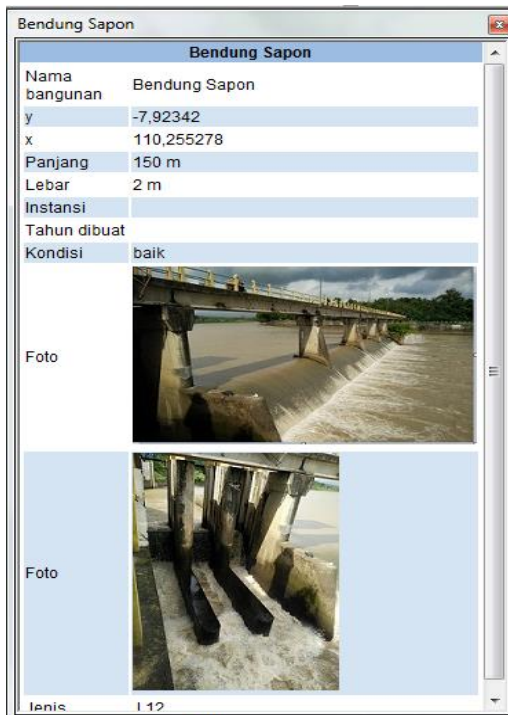 Bendung Sapon
Bendung Sapon
Nama bangunan Bendung Sapon
y -7,92342
x 110,255278
Panjang 150 m
Lebar 2 m
Instansi
Tahun dibuat
Kondisi baik
Foto
Foto
Jenis L12